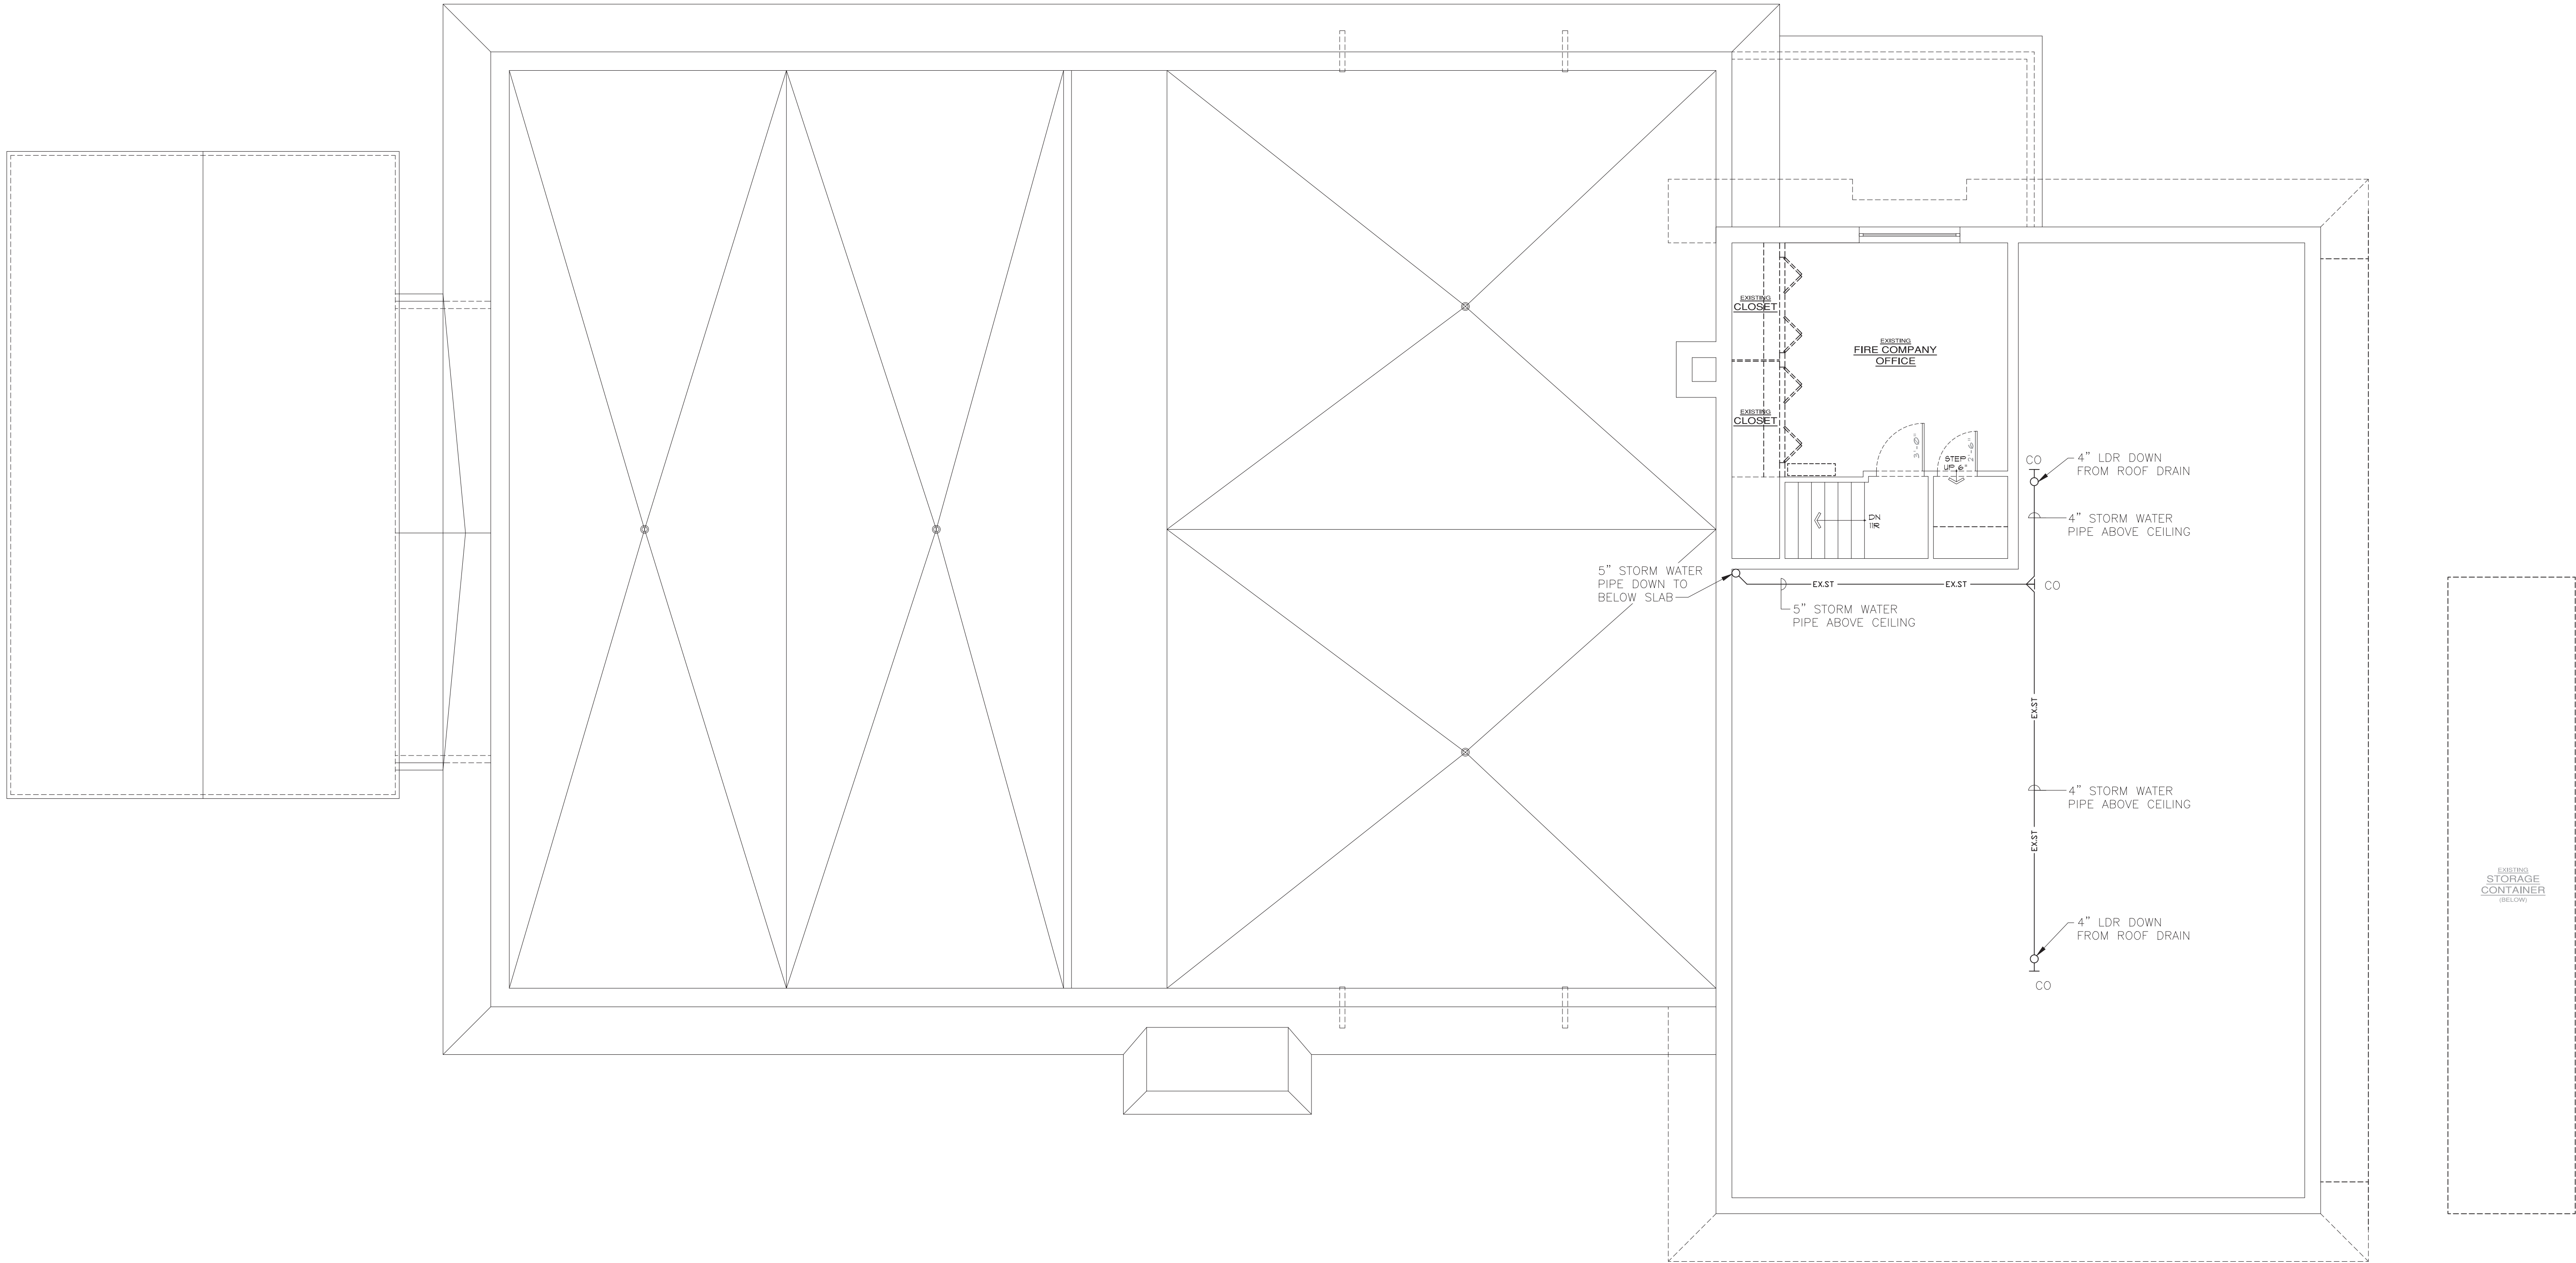 EXISTING
CLOSET
EXISTING
FIRE COMPANY
OFFICE
EXISTING
CLOSET
3'-0"
2'-6"
STEP
UP 6"
DN
11R
CO
4" LDR DOWN
FROM ROOF DRAIN
4" STORM WATER
PIPE ABOVE CEILING
5" STORM WATER
PIPE DOWN TO
BELOW SLAB
EX.ST
EX.ST
CO
5" STORM WATER
PIPE ABOVE CEILING
EX.ST
4" STORM WATER
PIPE ABOVE CEILING
EX.ST
EXISTING
STORAGE
CONTAINER
(BELOW)
4" LDR DOWN
FROM ROOF DRAIN
CO